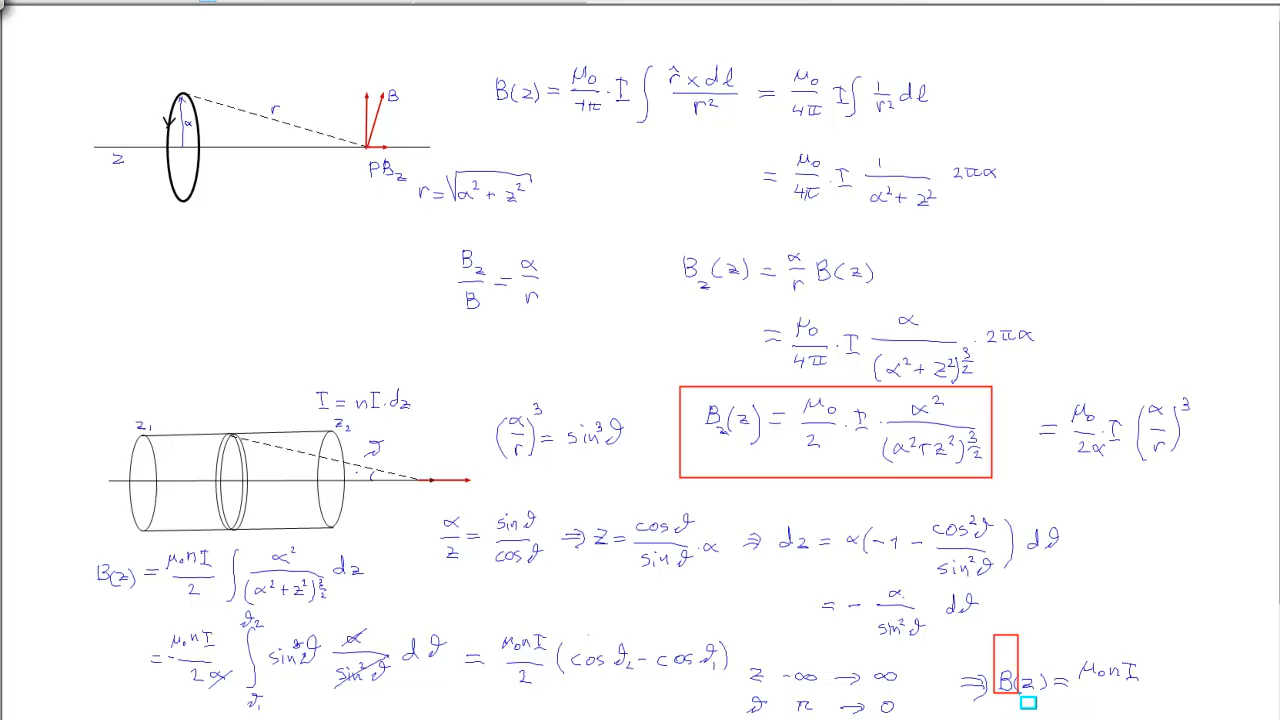 B(z) = μ₀/4π · I ∫ r̂ × dl / r² = μ₀/4π I ∫ 1/r² dl
B
r
α
z
P B_z
r = √(α² + z²)
= μ₀/4π · I 1/(α² + z²) 2πα
B_z/B = α/r
B_z(z) = α/r B(z)
= μ₀/4π · I α/(α² + z²)^(3/2) · 2πα
I = nI · dz
z₁
z₂
ϑ
(α/r)³ = sin³ϑ
B_z(z) = μ₀/2 · I · α²/(α² + z²)^(3/2)
= μ₀/2α · I (α/r)³
α/z = sinϑ/cosϑ ⇒ z = cosϑ/sinϑ · α ⇒ dz = α(-1 - cos²ϑ/sin²ϑ) dϑ
B(z) = μ₀nI/2 ∫ α²/(α² + z²)^(3/2) dz
= - α/sin²ϑ dϑ
= - μ₀nI/2α ∫_ϑ₁^ϑ₂ sin³ϑ α/sin²ϑ dϑ = μ₀nI/2 (cosϑ₂ - cosϑ₁)
z -∞ → ∞
ϑ π → 0
⇒ B(z) = μ₀nI